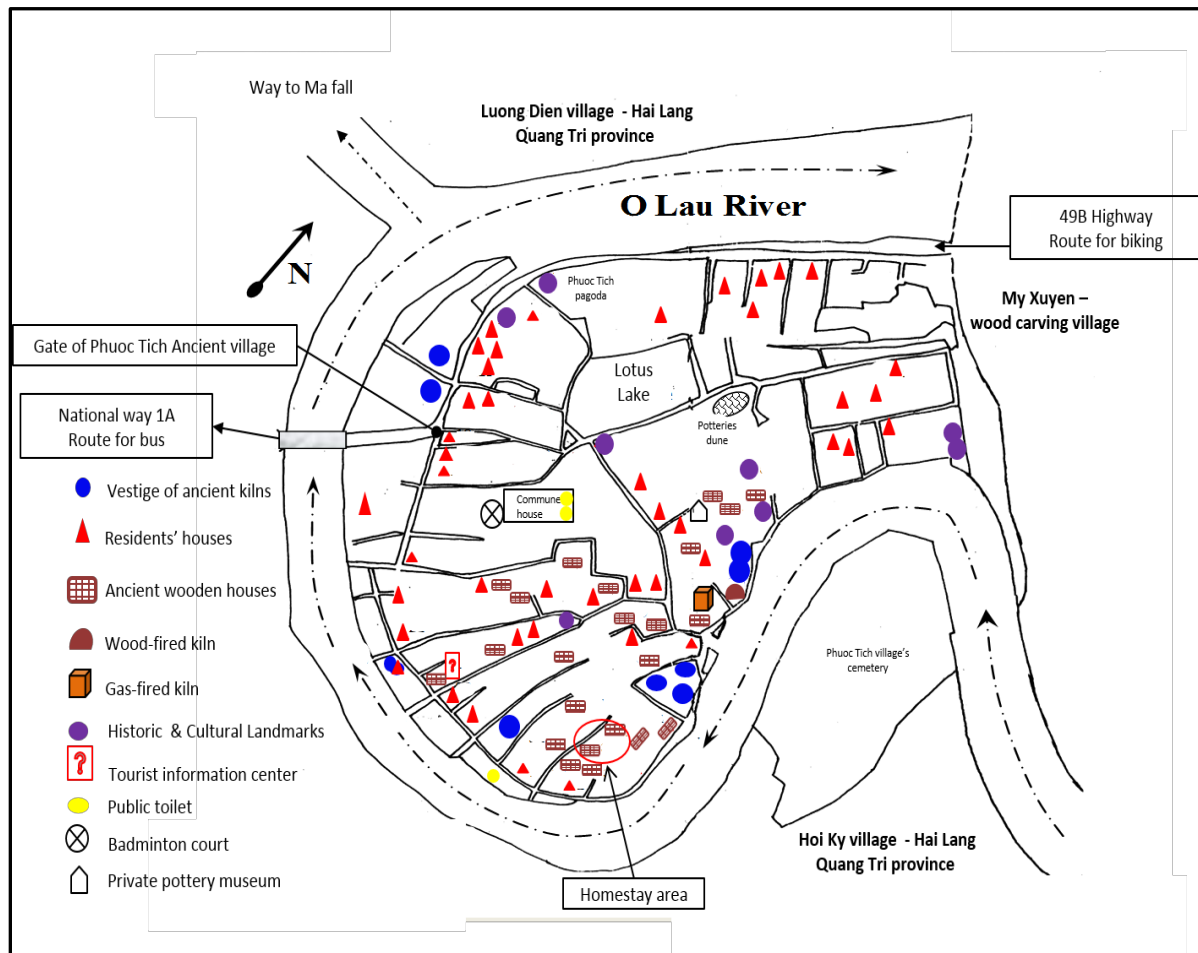 Way to Ma fall
Luong Dien village - Hai Lang
Quang Tri province
O Lau River
49B Highway
Route for biking
N
Phuoc Tich
pagoda
My Xuyen –
wood carving village
Gate of Phuoc Tich Ancient village
Lotus
Lake
National way 1A
Route for bus
Potteries
dune
Vestige of ancient kilns
Commune
house
Residents' houses
Ancient wooden houses
Wood-fired kiln
Phuoc Tich village's
cemetery
?
Gas-fired kiln
Historic & Cultural Landmarks
?
Tourist information center
Public toilet
Badminton court
Hoi Ky village - Hai Lang
Quang Tri province
Private pottery museum
Homestay area